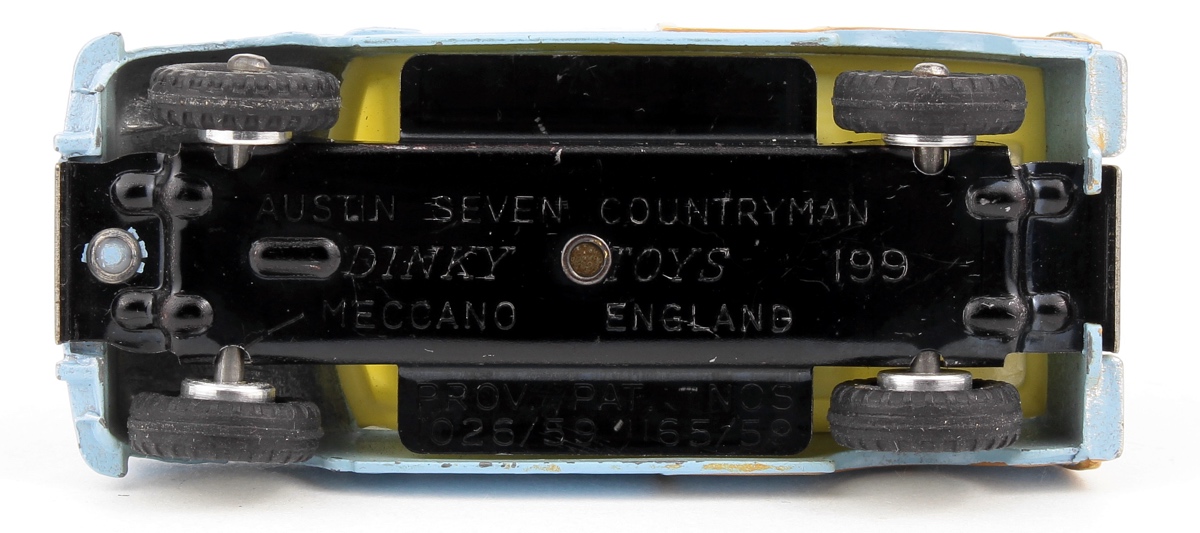 AUSTIN SEVEN COUNTRYMAN
DINKY TOYS 199
MECCANO ENGLAND
PROV. PAT. NOS
1026/59 1165/59